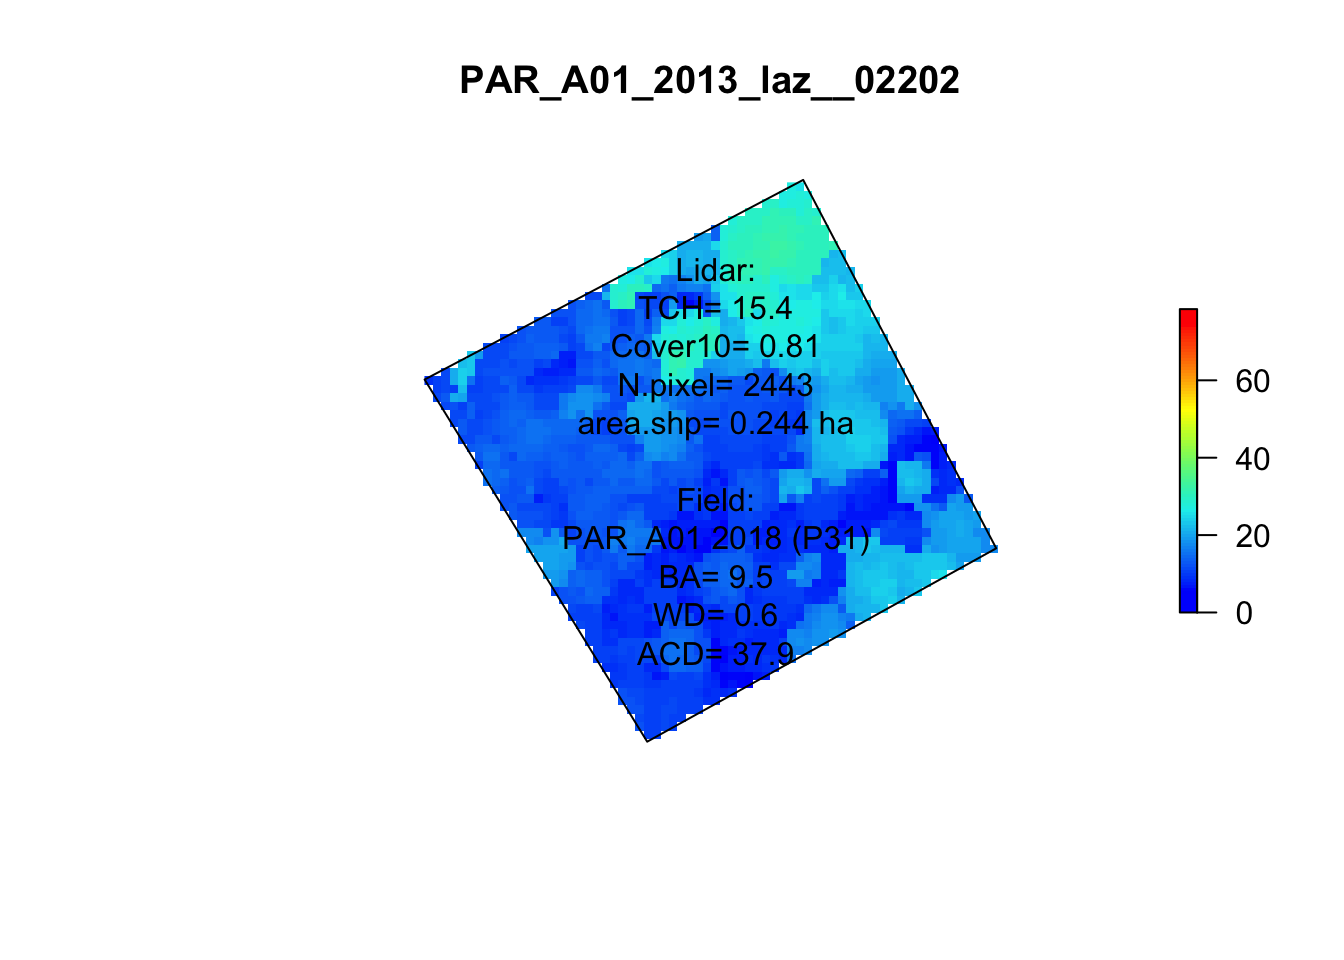 PAR_A01_2013_laz__02202
Lidar:
TCH= 15.4
Cover10= 0.81
N.pixel= 2443
area.shp= 0.244 ha
Field:
PAR_A01 2018 (P31)
BA= 9.5
WD= 0.6
ACD= 37.9
60
40
20
0